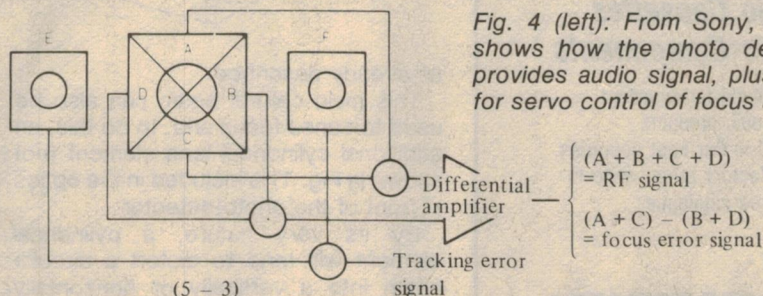 Fig. 4 (left): From Sony,
shows how the photo de
provides audio signal, plu
for servo control of focus
E
A
F
D
B
C
Differential
amplifier
(A + B + C + D)
= RF signal
(A + C) – (B + D)
= focus error signal
Tracking error
signal
(5 – 3)